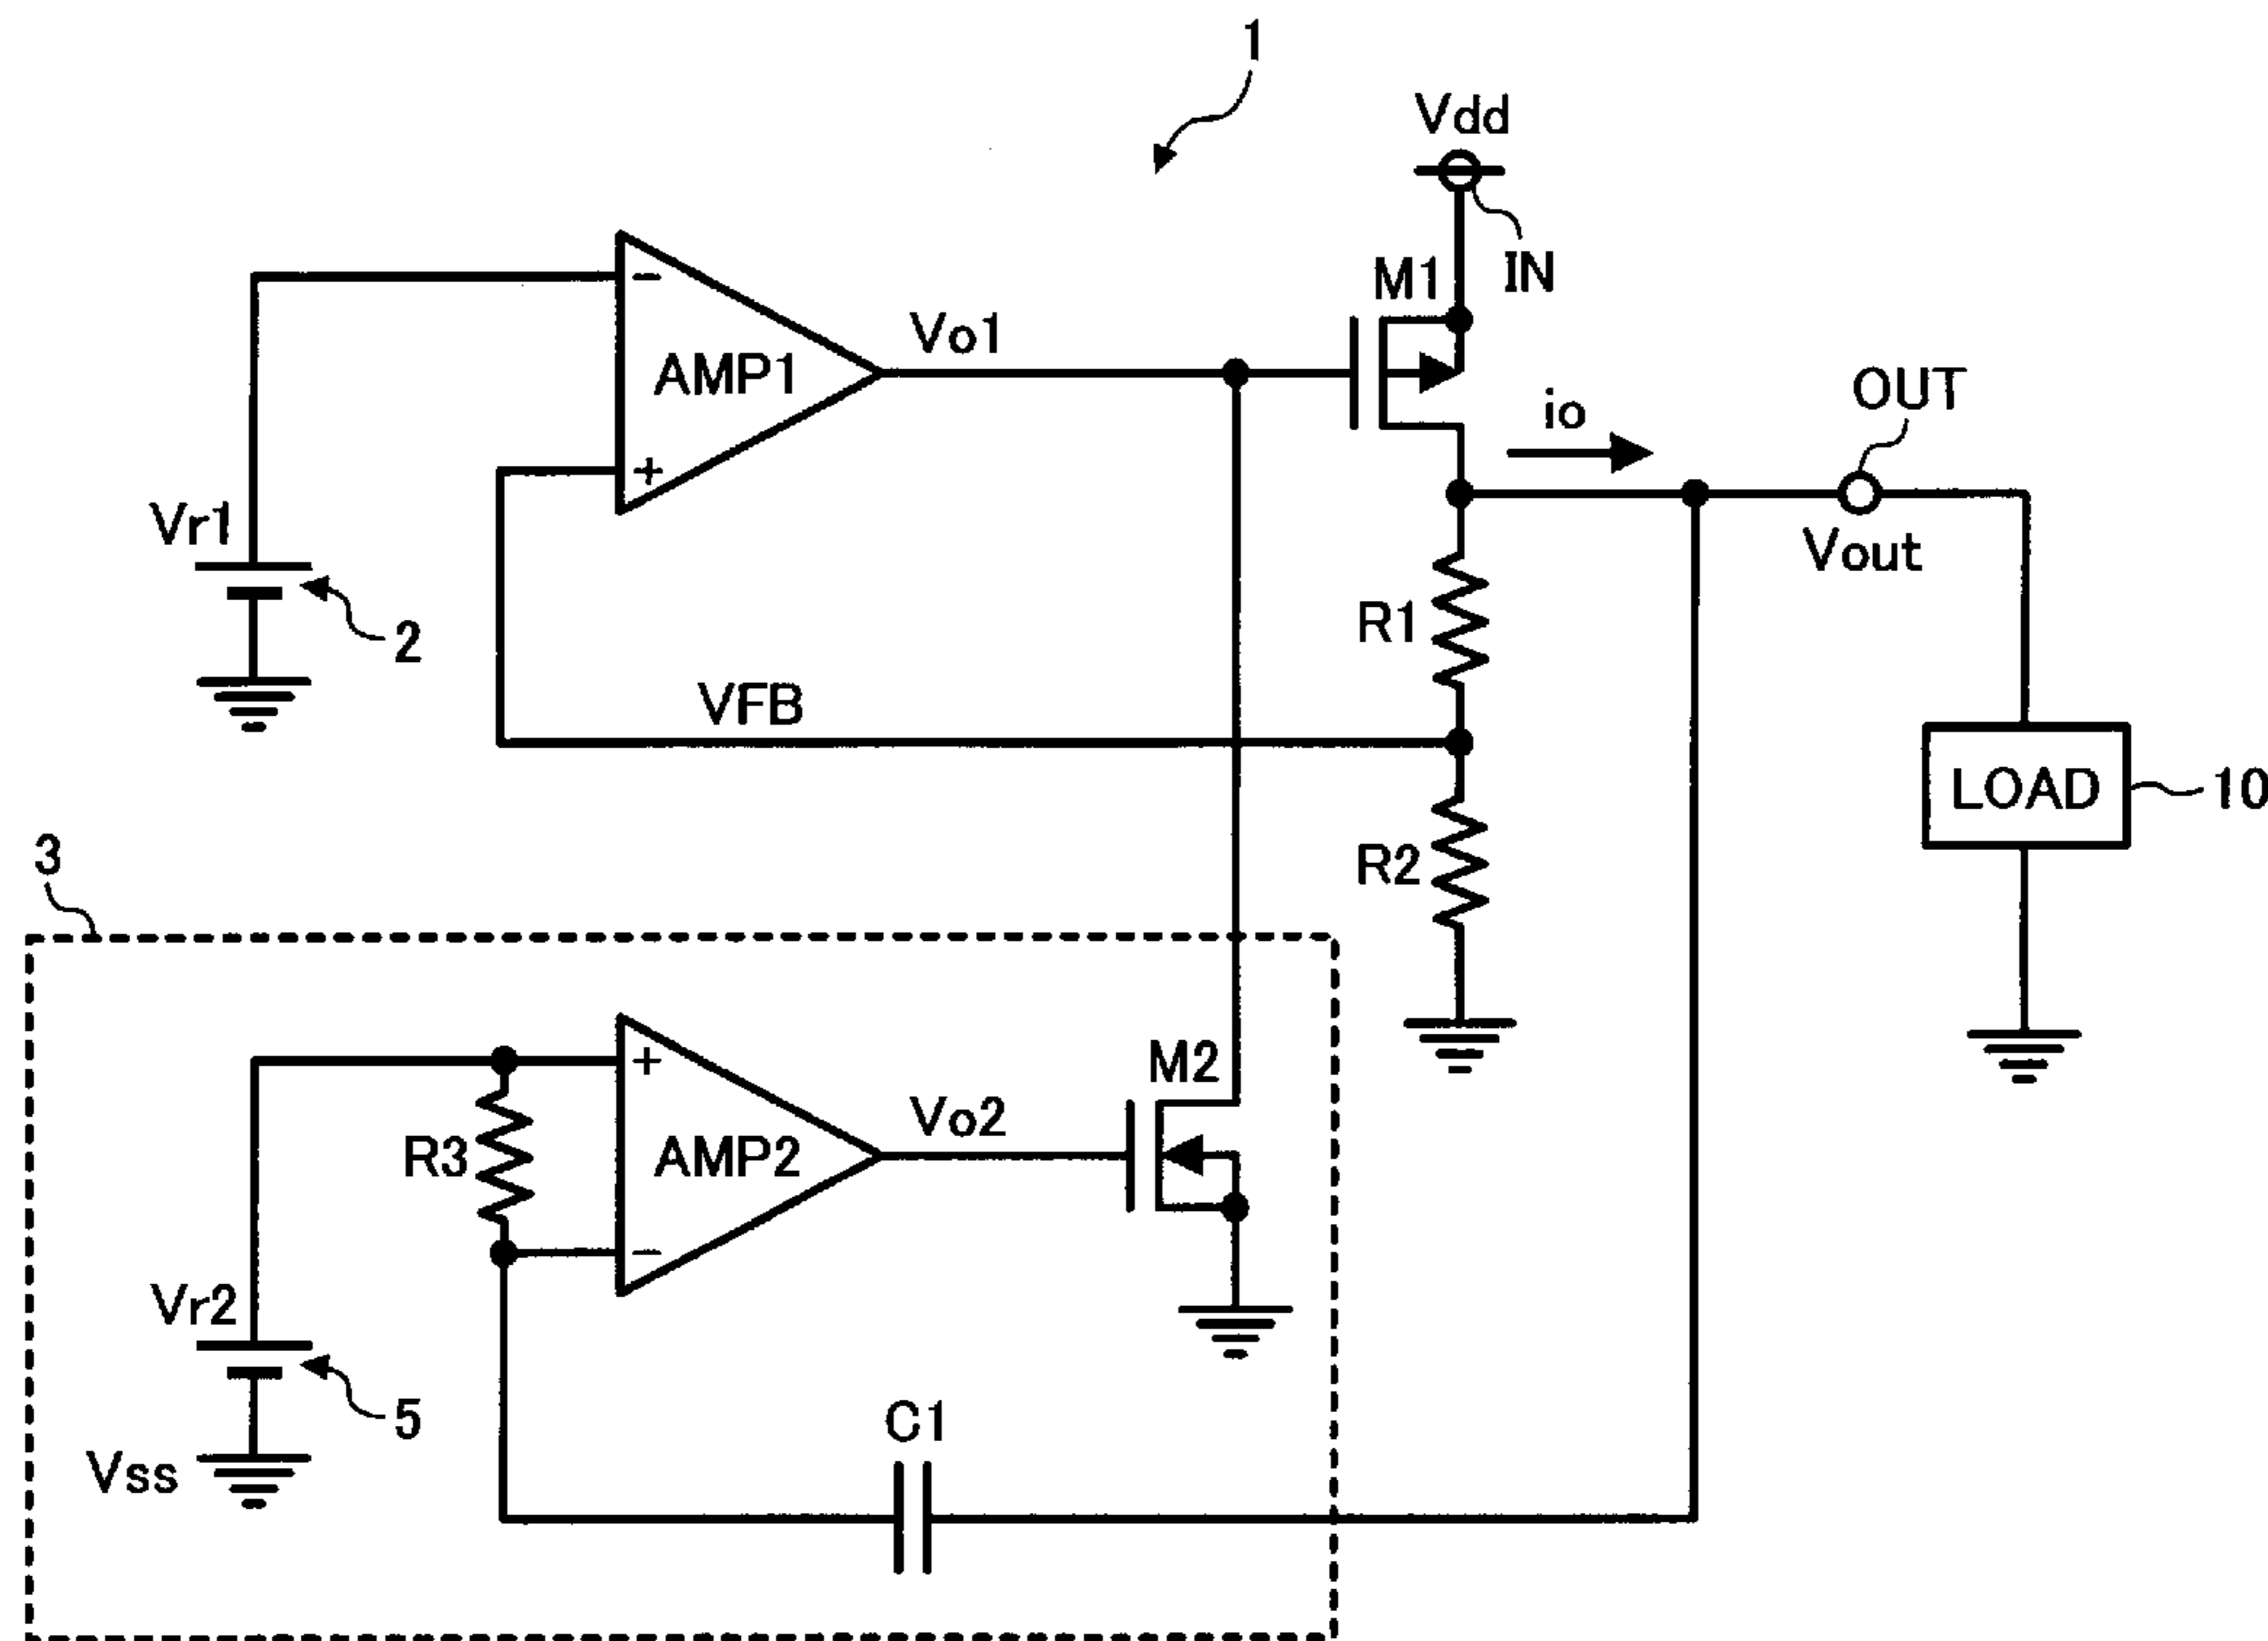 1
Vdd
IN
M1
-
AMP1
+
Vo1
io
OUT
Vout
Vr1
2
R1
VFB
LOAD
10
R2
3
+
AMP2
-
R3
Vo2
M2
Vr2
5
Vss
C1